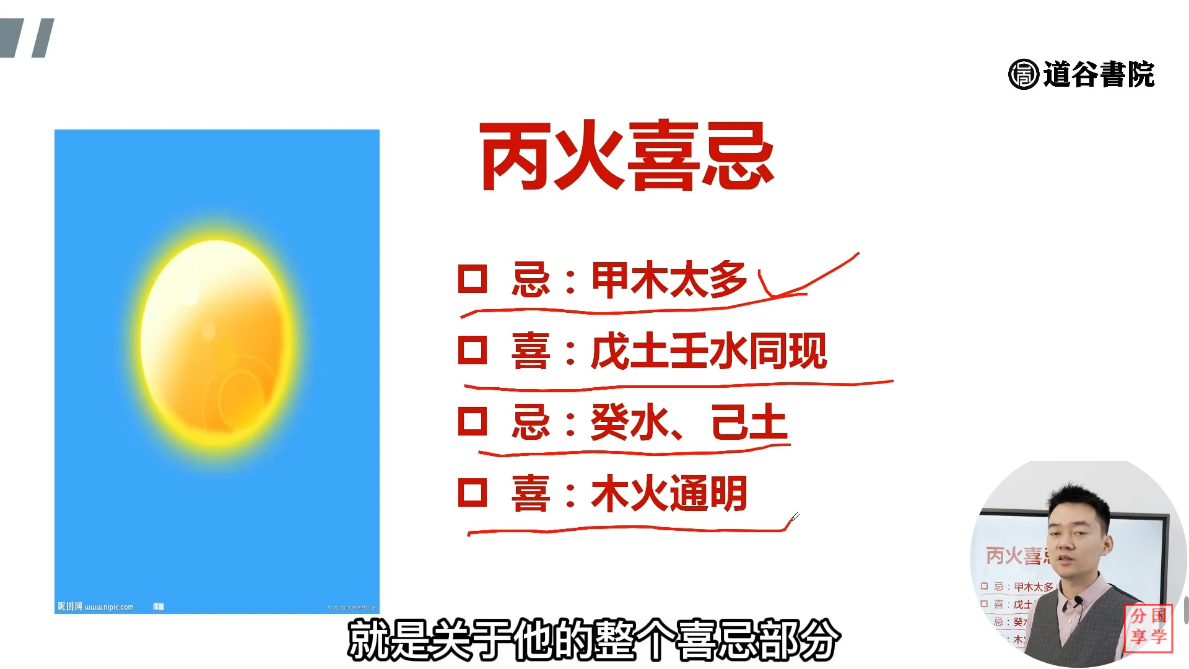 道谷書院
丙火喜忌
忌：甲木太多
喜：戊土壬水同现
忌：癸水、己土
喜：木火通明
昵图网 www.nipic.com
丙火喜忌
忌：甲木太多
喜：戊土
忌：癸水
喜：木
分国
享学
就是关于他的整个喜忌部分